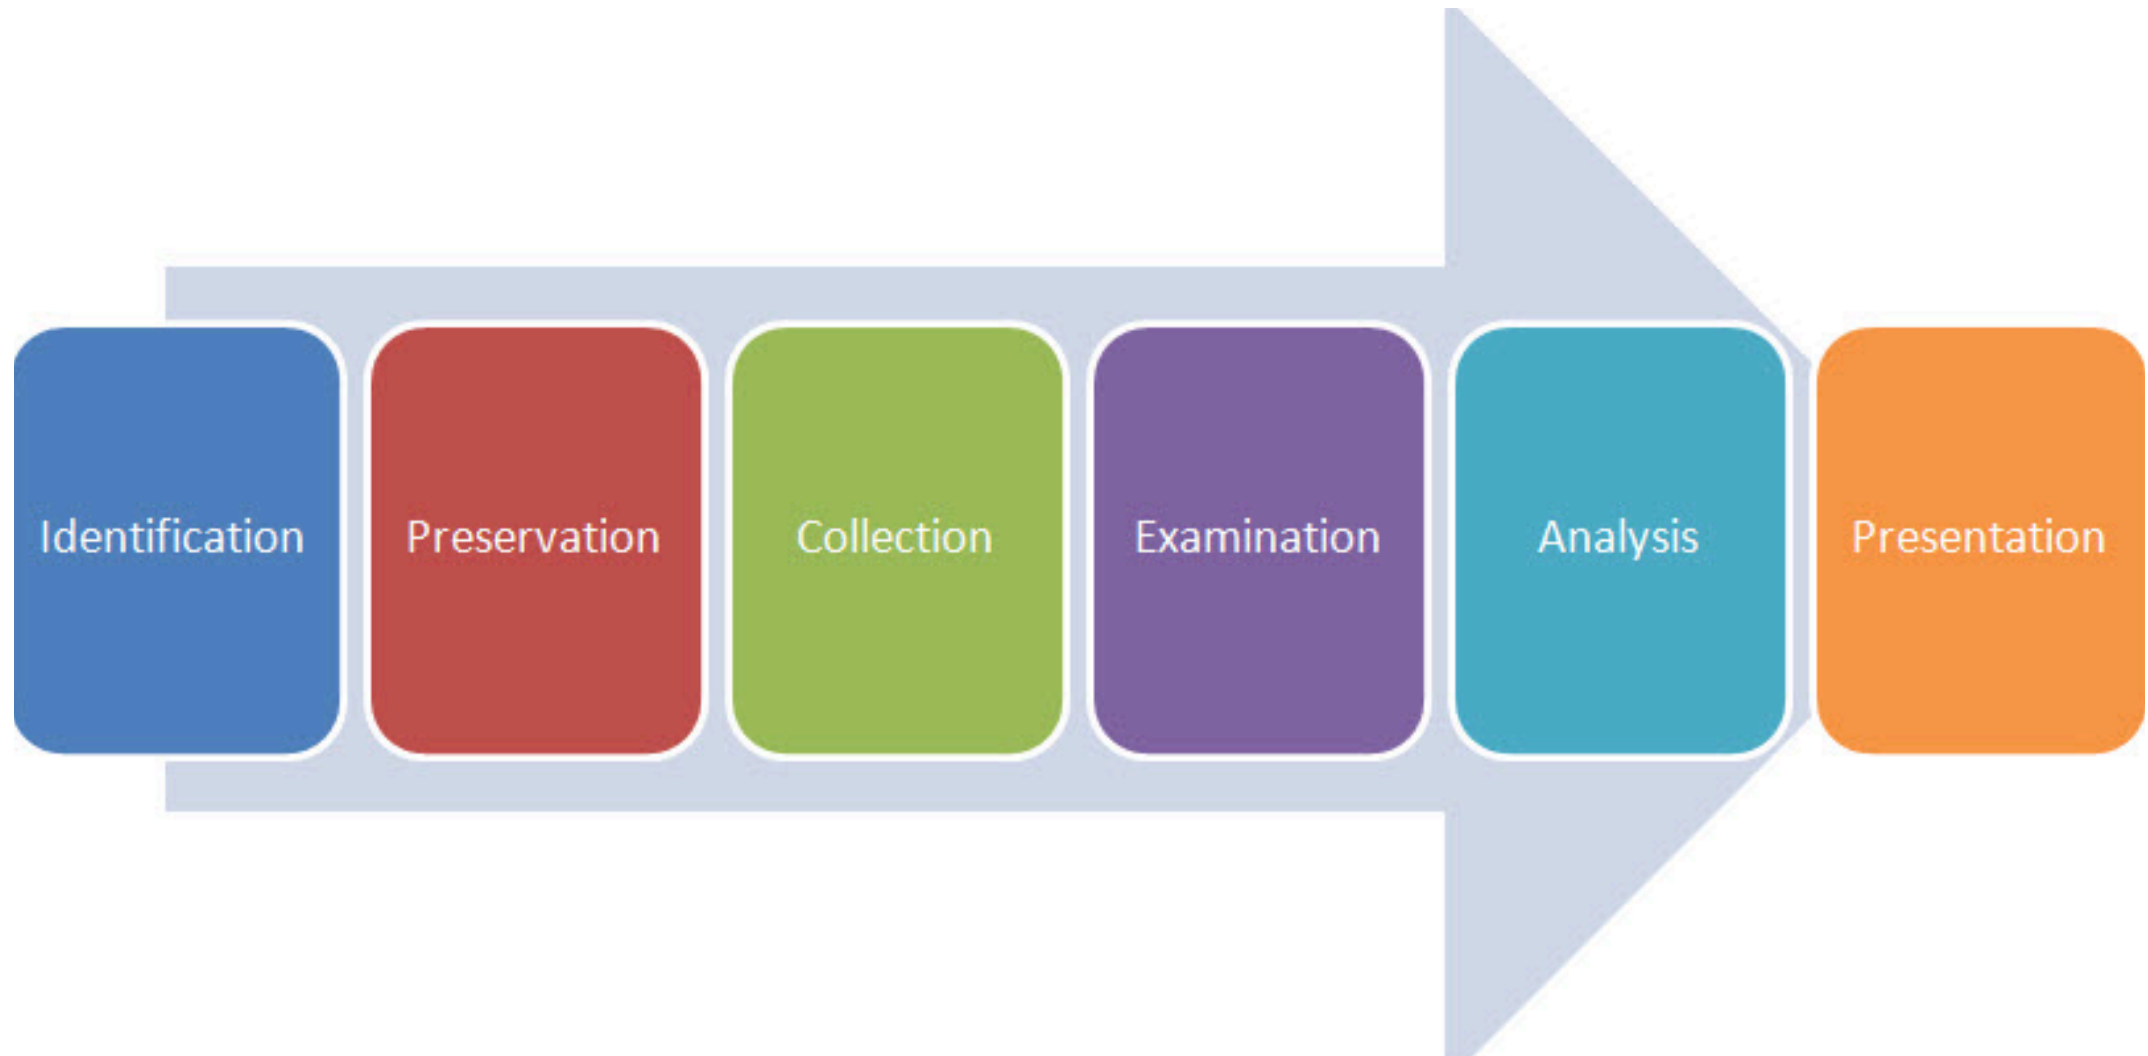 Identification
Preservation
Collection
Examination
Analysis
Presentation